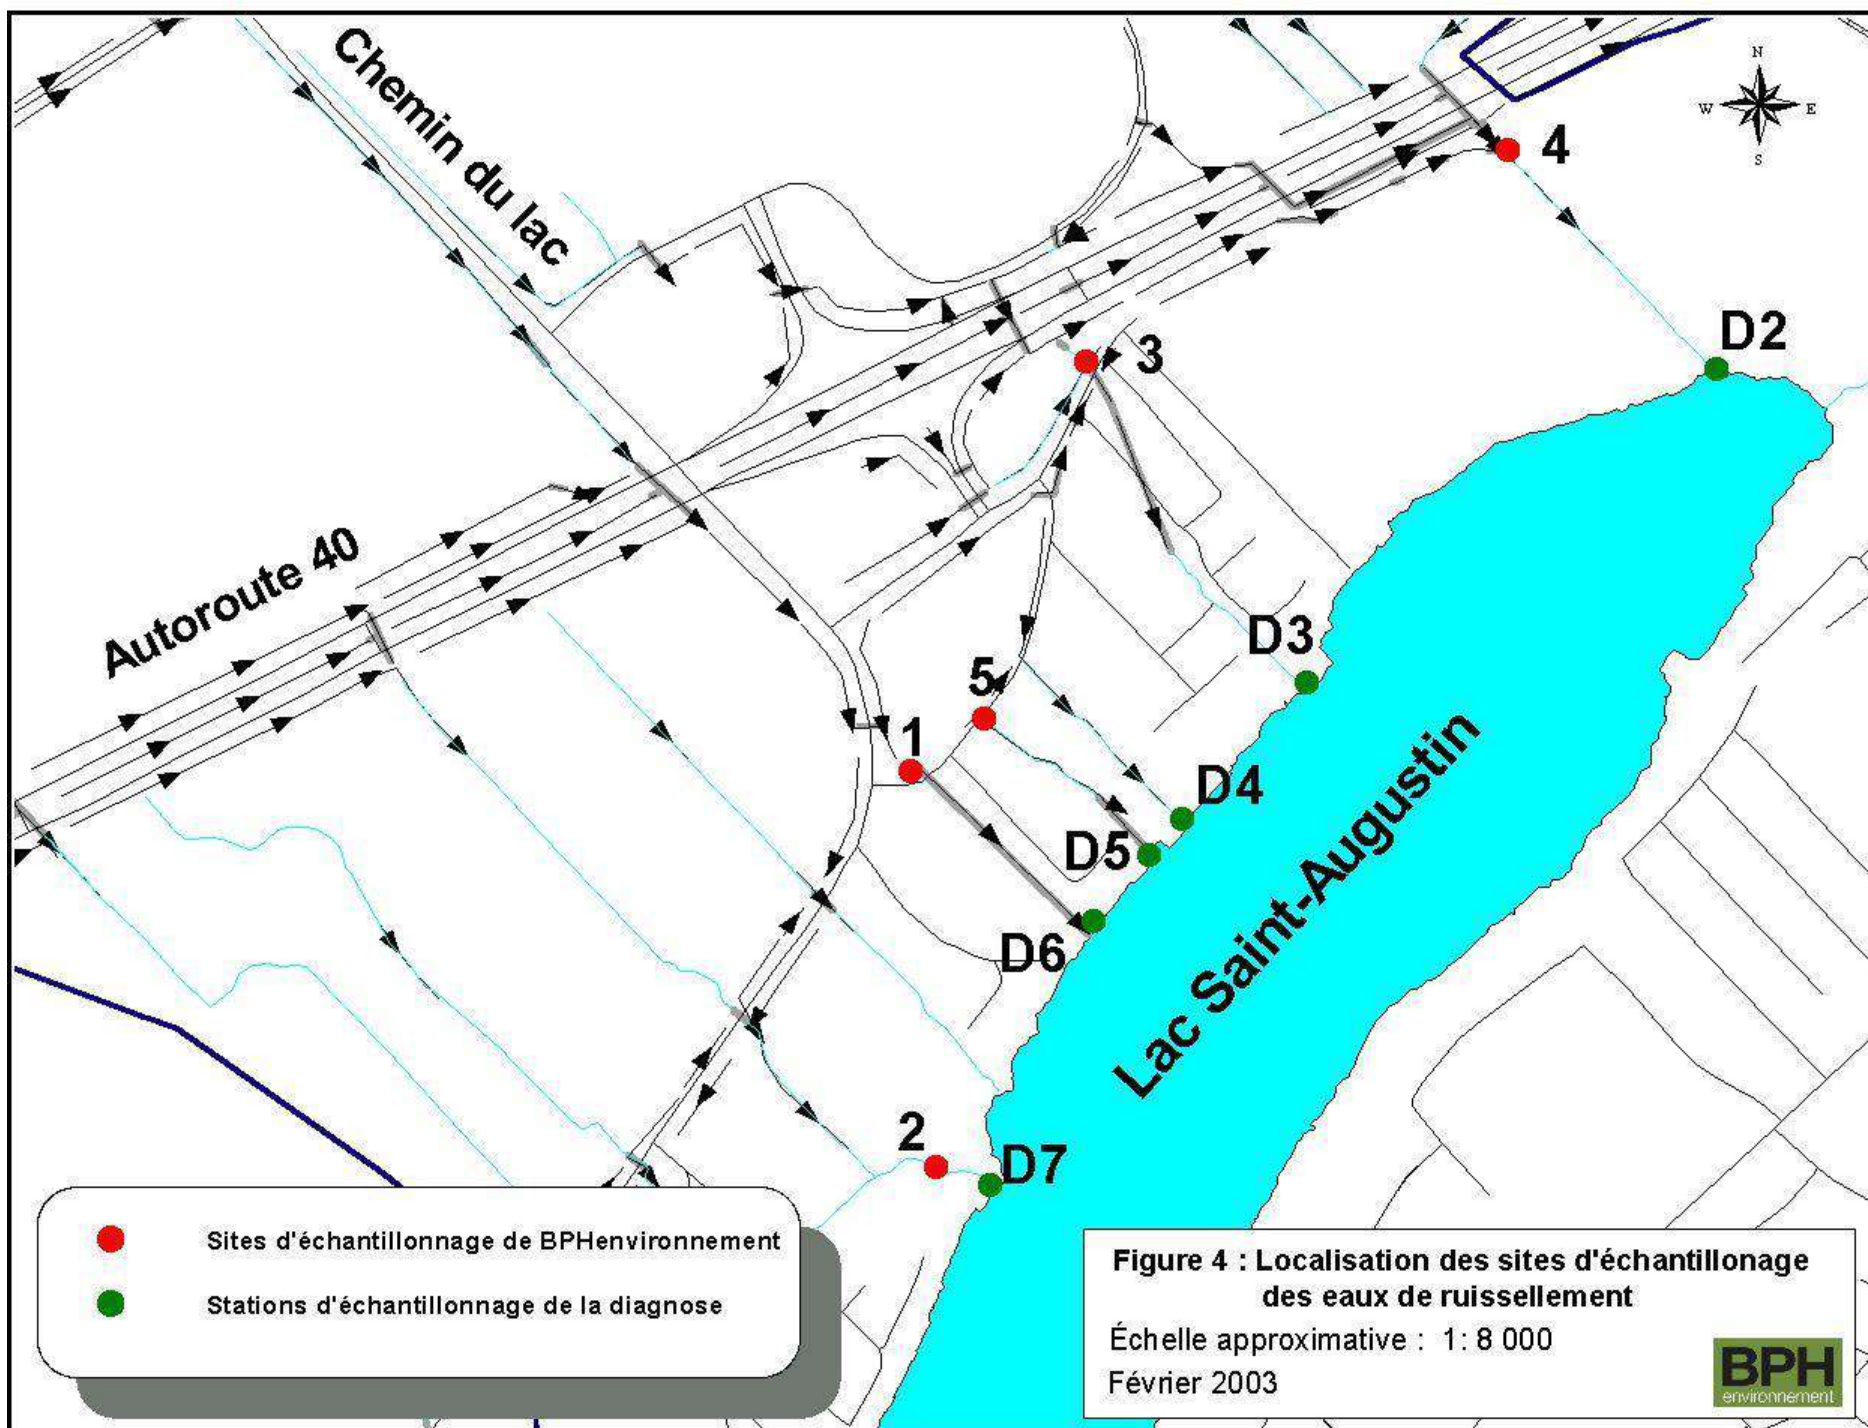 Chemin du lac
N
W E
S
4
3
D2
Autoroute 40
D3
5
1
D4
D5
D6
Lac Saint-Augustin
2
D7
Sites d'échantillonnage de BPHenvironnement
Stations d'échantillonnage de la diagnose
Figure 4 : Localisation des sites d'échantillonage
des eaux de ruissellement
Échelle approximative : 1: 8 000
Février 2003
BPH
environnement